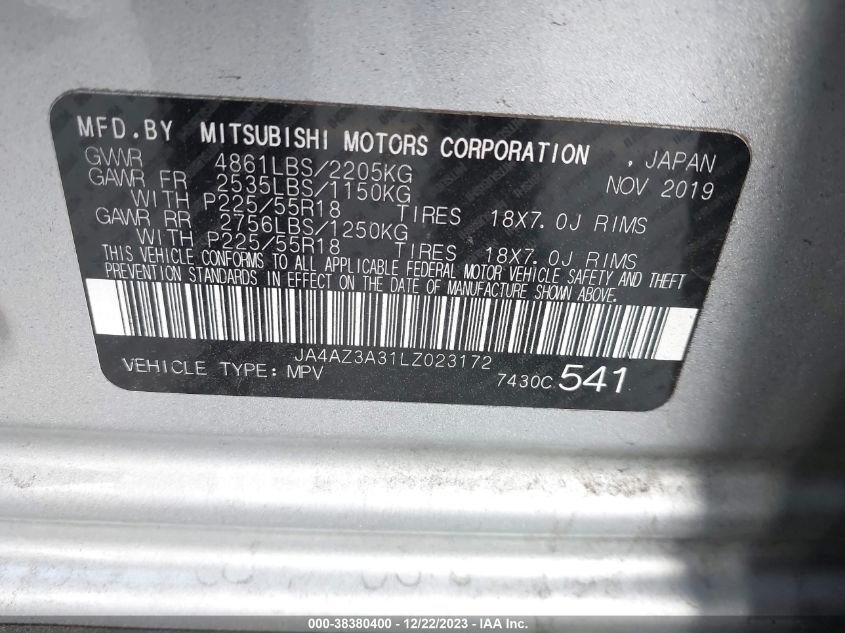 MFD.BY MITSUBISHI MOTORS CORPORATION , JAPAN
GVWR 4861LBS/2205KG NOV 2019
GAWR FR 2535LBS/1150KG
WITH P225/55R18 TIRES 18X7.0J RIMS
GAWR RR 2756LBS/1250KG
WITH P225/55R18 TIRES 18X7.0J RIMS
THIS VEHICLE CONFORMS TO ALL APPLICABLE FEDERAL MOTOR VEHICLE SAFETY AND THEFT
PREVENTION STANDARDS IN EFFECT ON THE DATE OF MANUFACTURE SHOWN ABOVE.
JA4AZ3A31LZ023172
VEHICLE TYPE: MPV 7430C 541
000-38380400 - 12/22/2023 - IAA Inc.